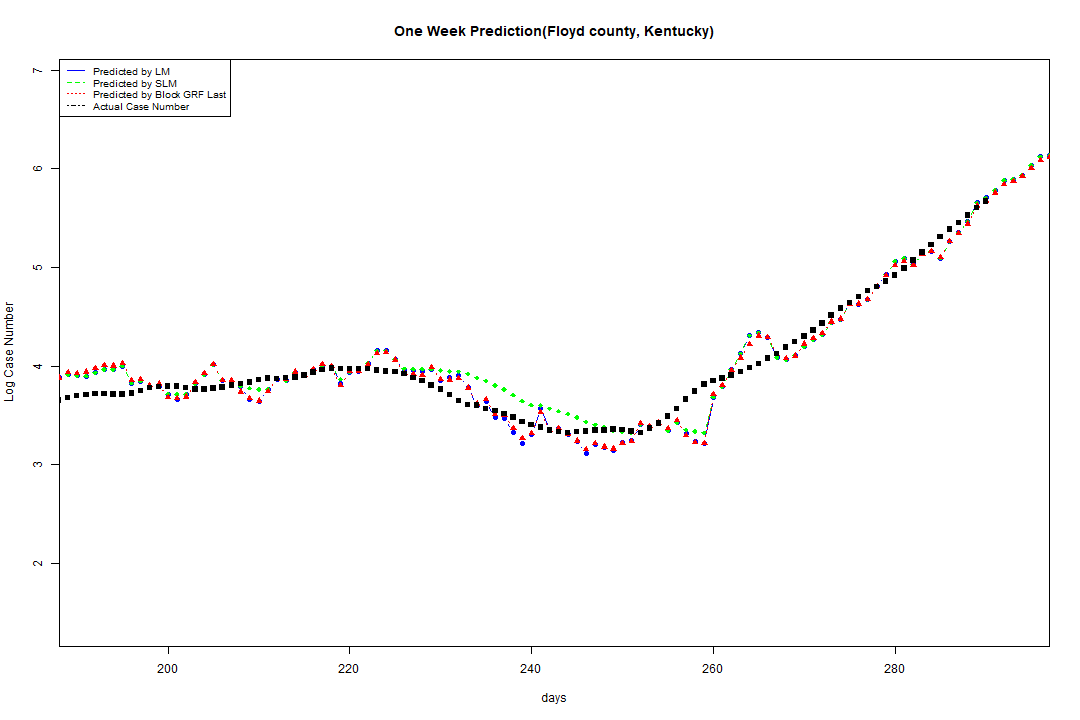 One Week Prediction(Floyd county, Kentucky)
Predicted by LM
Predicted by SLM
Predicted by Block GRF Last
Actual Case Number
7
6
5
4
3
2
Log Case Number
200 220 240 260 280
days